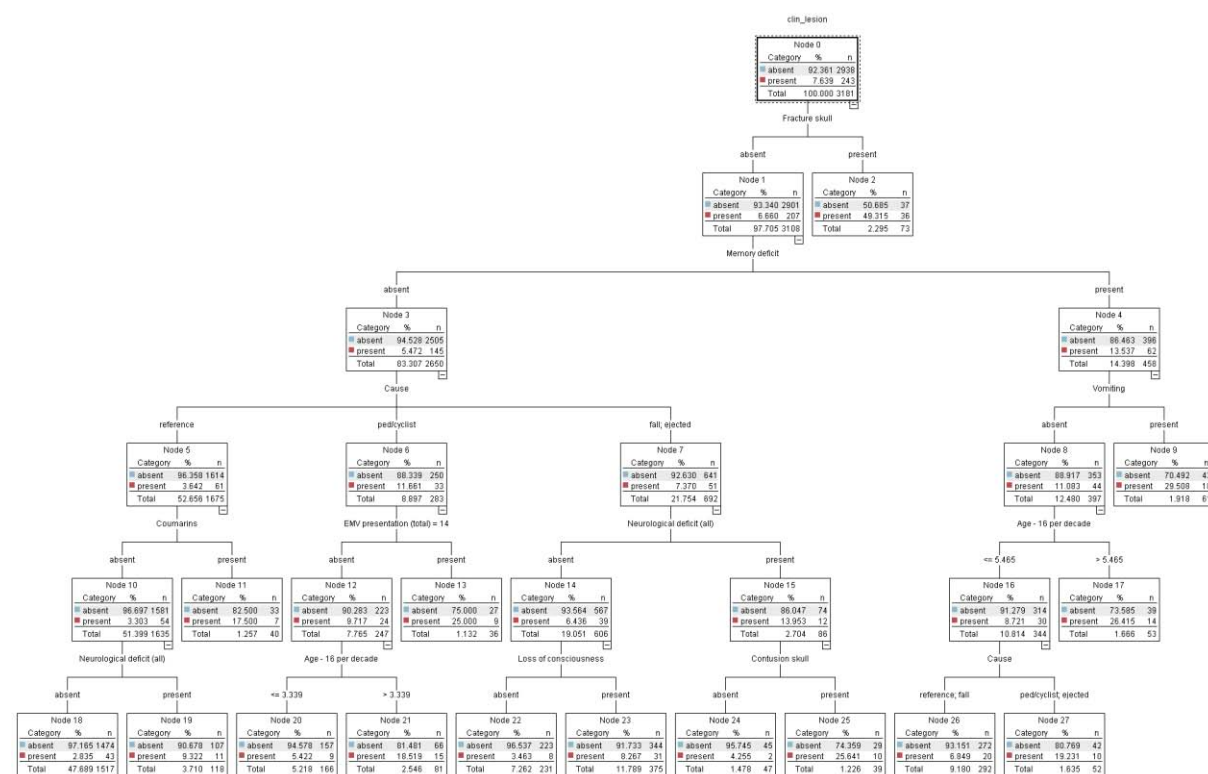 clin_lesion
Node 0
Category % n
absent 92.361 2938
present 7.639 243
Total 100.000 3181
Fracture skull
absent present
Node 1
Category % n
absent 93.340 2901
present 6.660 207
Total 97.705 3108
Node 2
Category % n
absent 50.685 37
present 49.315 36
Total 2.295 73
Memory deficit
absent present
Node 3
Category % n
absent 94.528 2505
present 5.472 145
Total 83.307 2650
Node 4
Category % n
absent 86.463 396
present 13.537 62
Total 14.398 458
Cause
Vomiting
reference ped/cyclist fall; ejected absent present
Node 5
Category % n
absent 96.358 1614
present 3.642 61
Total 52.656 1675
Node 6
Category % n
absent 88.339 250
present 11.661 33
Total 8.897 283
Node 7
Category % n
absent 92.630 641
present 7.370 51
Total 21.754 692
Node 8
Category % n
absent 88.917 353
present 11.083 44
Total 12.480 397
Node 9
Category % n
absent 70.492
present 29.508
Total 1.918
Coumarins
EMV presentation (total) = 14
Neurological deficit (all)
Age - 16 per decade
absent present absent present absent present <= 5.465 > 5.465
Node 10
Category % n
absent 96.697 1581
present 3.303 54
Total 51.399 1635
Node 11
Category % n
absent 82.500 33
present 17.500 7
Total 1.257 40
Node 12
Category % n
absent 90.283 223
present 9.717 24
Total 7.765 247
Node 13
Category % n
absent 75.000 27
present 25.000 9
Total 1.132 36
Node 14
Category % n
absent 93.564 567
present 6.436 39
Total 19.051 606
Node 15
Category % n
absent 86.047 74
present 13.953 12
Total 2.704 86
Node 16
Category % n
absent 91.279 314
present 8.721 30
Total 10.814 344
Node 17
Category % n
absent 73.585 39
present 26.415 14
Total 1.666 53
Neurological deficit (all)
Age - 16 per decade
Loss of consciousness
Contusion skull
Cause
absent present <= 3.339 > 3.339 absent present absent present reference; fall ped/cyclist; ejected
Node 18
Category % n
absent 97.165 1474
present 2.835 43
Total 47.689 1517
Node 19
Category % n
absent 90.678 107
present 9.322 11
Total 3.710 118
Node 20
Category % n
absent 94.578 157
present 5.422 9
Total 5.218 166
Node 21
Category % n
absent 81.481 66
present 18.519 15
Total 2.546 81
Node 22
Category % n
absent 96.537 223
present 3.463 8
Total 7.262 231
Node 23
Category % n
absent 91.733 344
present 8.267 31
Total 11.789 375
Node 24
Category % n
absent 95.745 45
present 4.255 2
Total 1.478 47
Node 25
Category % n
absent 74.359 29
present 25.641 10
Total 1.226 39
Node 26
Category % n
absent 93.151 272
present 6.849 20
Total 9.180 292
Node 27
Category % n
absent 80.769 42
present 19.231 10
Total 1.635 52